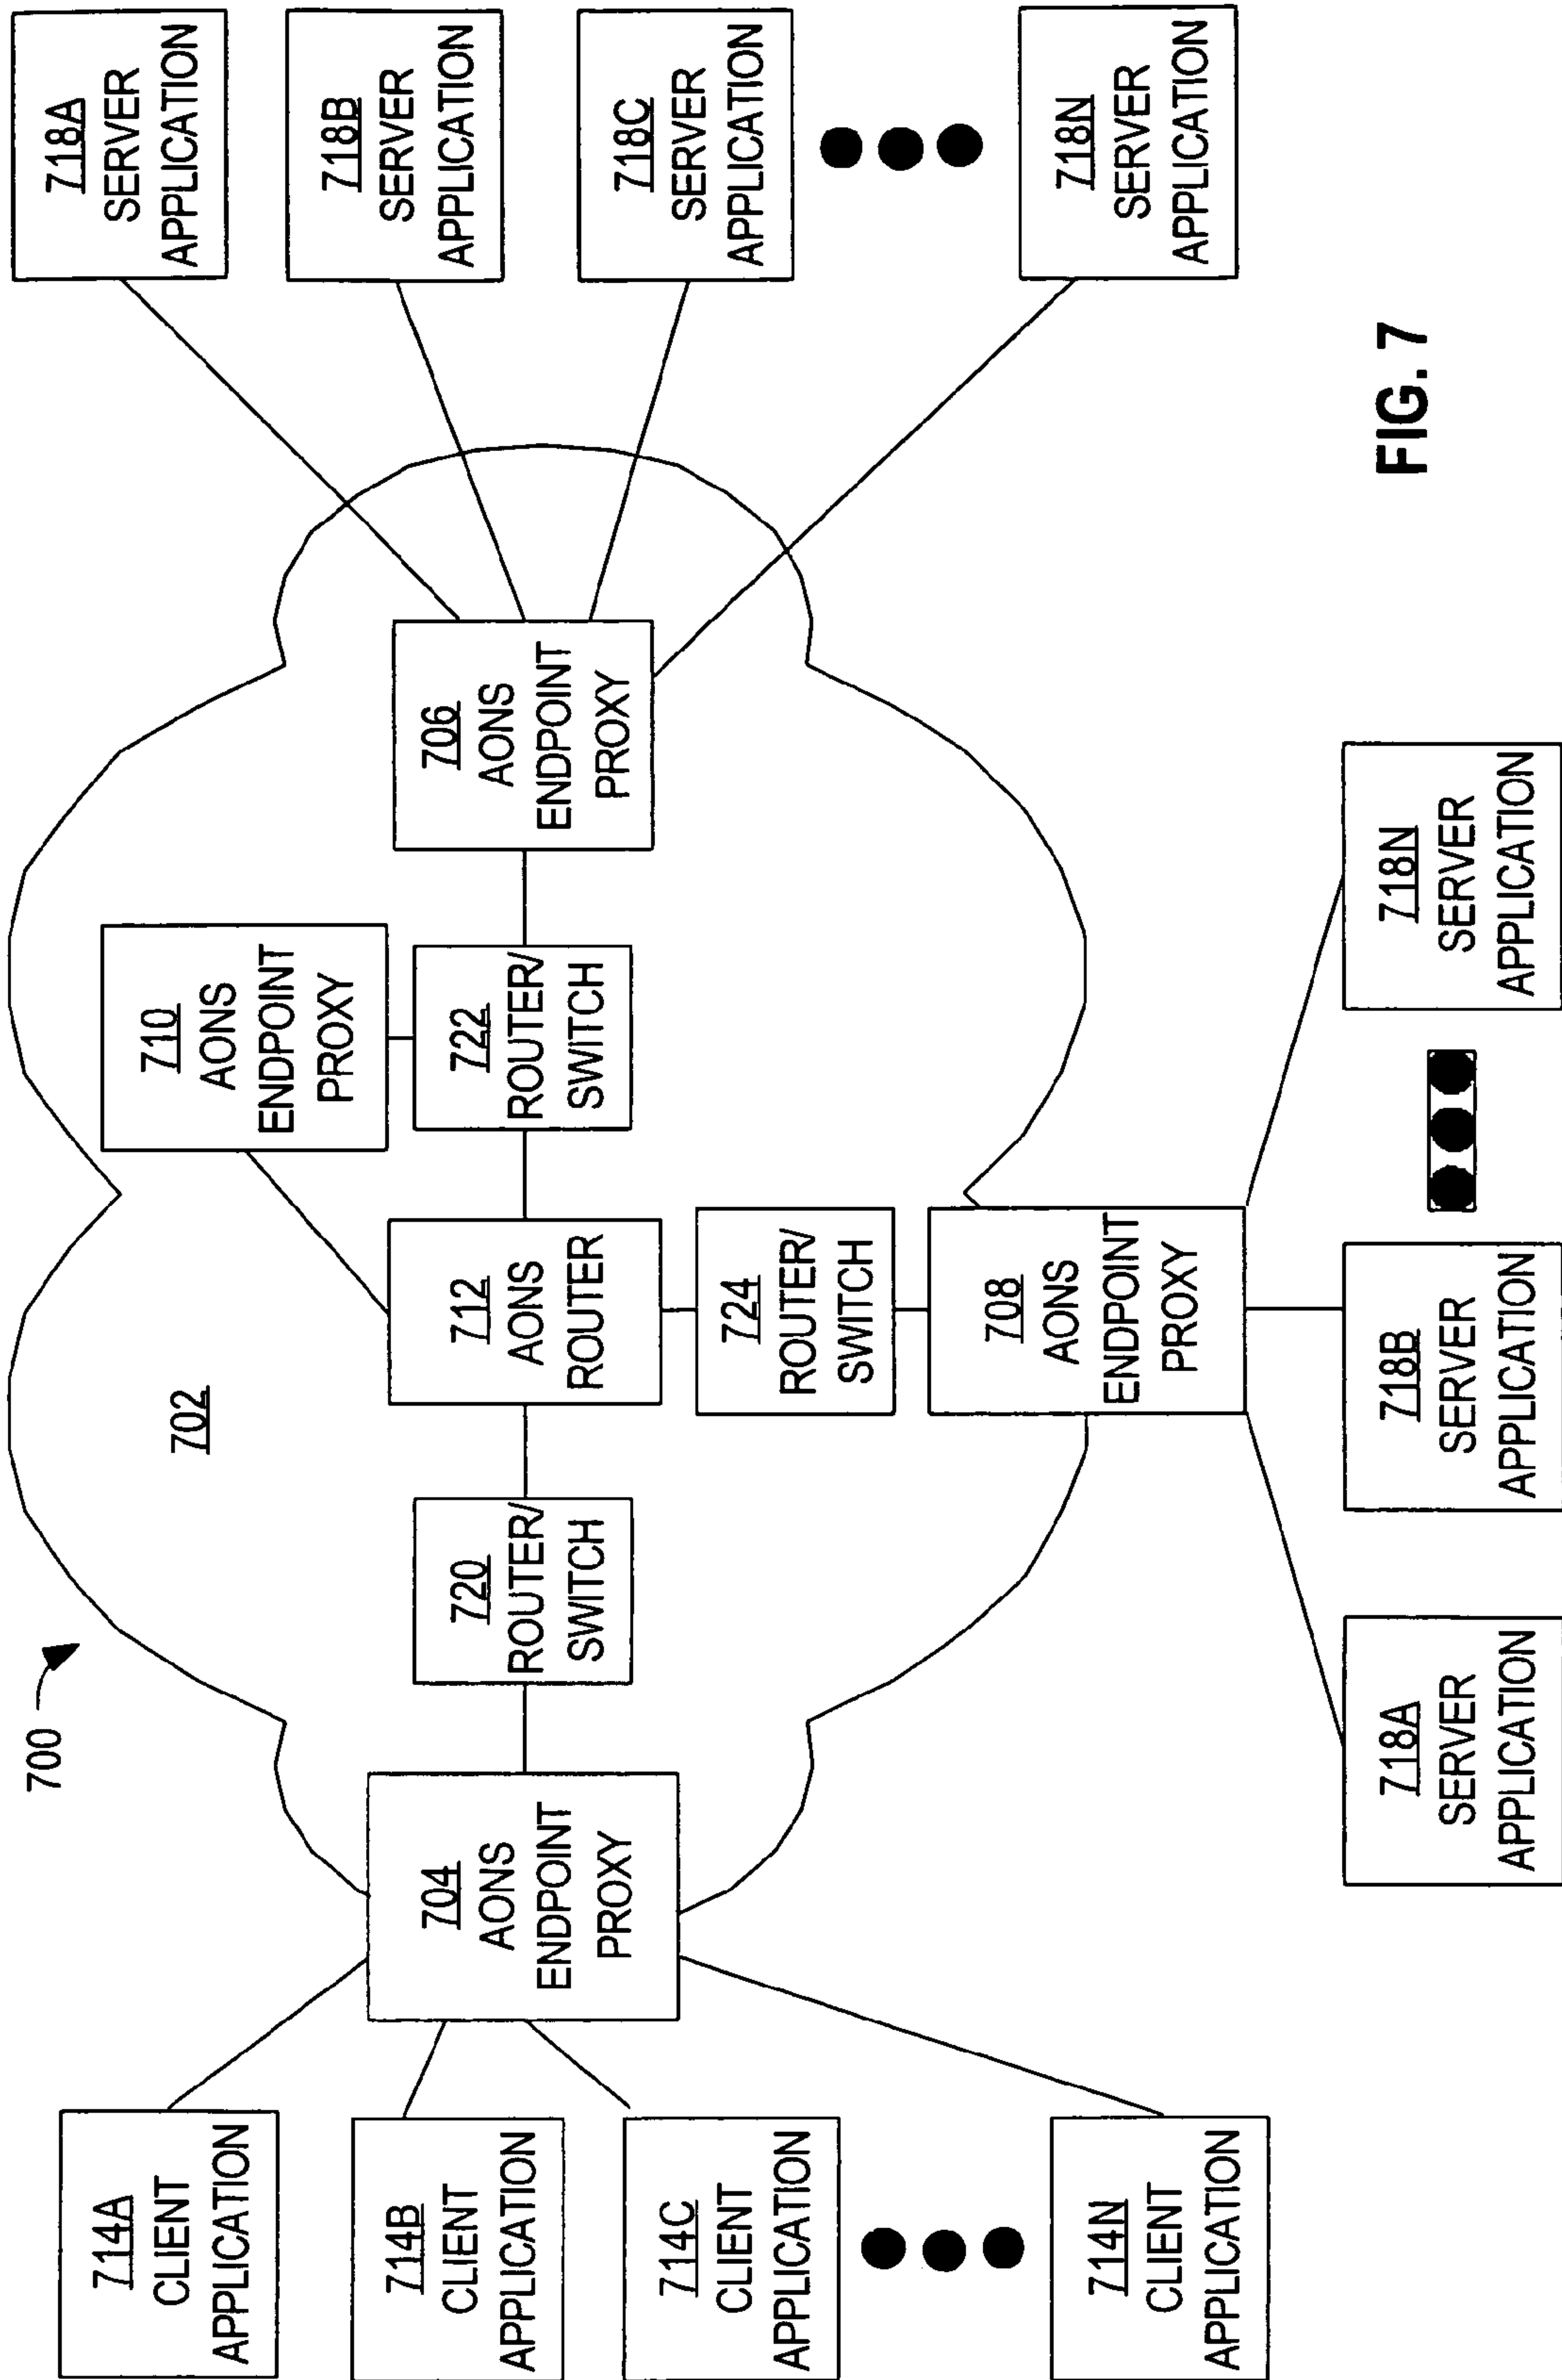 700
702
714A
CLIENT
APPLICATION
714B
CLIENT
APPLICATION
714C
CLIENT
APPLICATION
714N
CLIENT
APPLICATION
704
AONS
ENDPOINT
PROXY
720
ROUTER/
SWITCH
712
AONS
ROUTER
710
AONS
ENDPOINT
PROXY
722
ROUTER/
SWITCH
706
AONS
ENDPOINT
PROXY
724
ROUTER/
SWITCH
708
AONS
ENDPOINT
PROXY
718A
SERVER
APPLICATION
718B
SERVER
APPLICATION
718C
SERVER
APPLICATION
718N
SERVER
APPLICATION
718A
SERVER
APPLICATION
718B
SERVER
APPLICATION
718N
SERVER
APPLICATION
FIG. 7